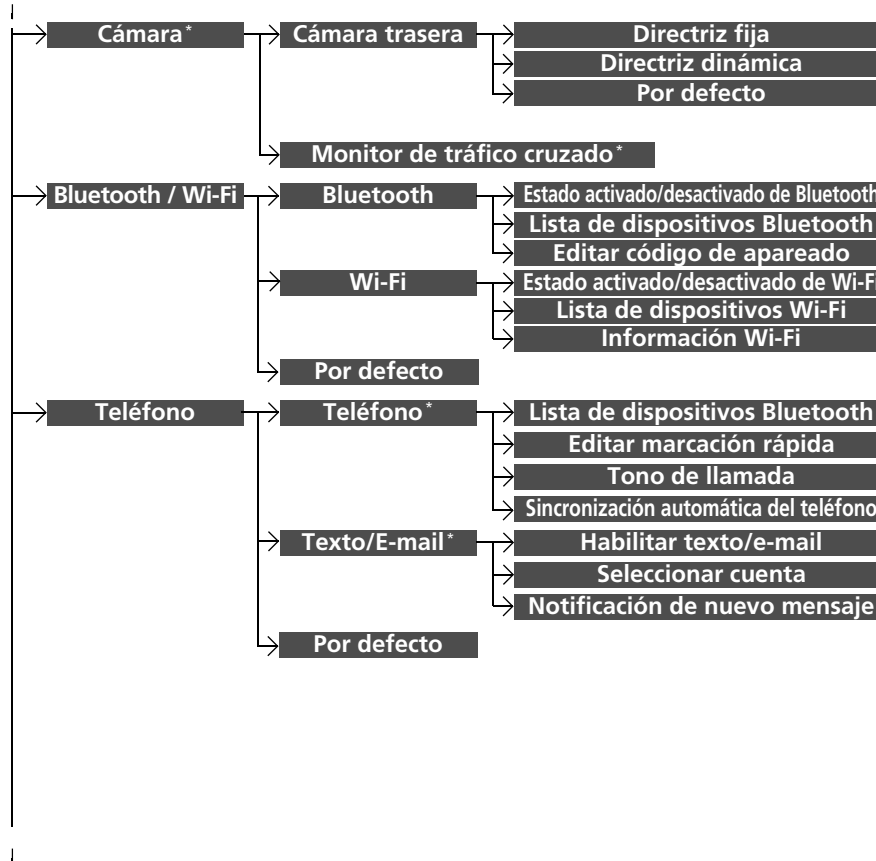 Cámara* Cámara trasera Directriz fija
Directriz dinámica
Por defecto
Monitor de tráfico cruzado*
Bluetooth / Wi-Fi Bluetooth Estado activado/desactivado de Bluetooth
Lista de dispositivos Bluetooth
Editar código de apareado
Wi-Fi Estado activado/desactivado de Wi-Fi
Lista de dispositivos Wi-Fi
Información Wi-Fi
Por defecto
Teléfono Teléfono* Lista de dispositivos Bluetooth
Editar marcación rápida
Tono de llamada
Sincronización automática del teléfono
Texto/E-mail* Habilitar texto/e-mail
Seleccionar cuenta
Notificación de nuevo mensaje
Por defecto